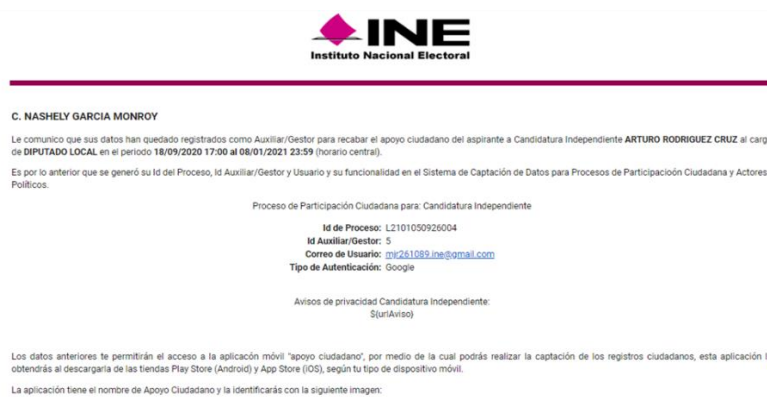 INE
Instituto Nacional Electoral
C. NASHELY GARCIA MONROY
Le comunico que sus datos han quedado registrados como Auxiliar/Gestor para recabar el apoyo ciudadano del aspirante a Candidatura Independiente ARTURO RODRIGUEZ CRUZ al carg
de DIPUTADO LOCAL en el periodo 18/09/2020 17:00 al 08/01/2021 23:59 (horario central).
Es por lo anterior que se generó su Id del Proceso, Id Auxiliar/Gestor y Usuario y su funcionalidad en el Sistema de Captación de Datos para Procesos de Participacioón Ciudadana y Actores
Políticos.
Proceso de Participación Ciudadana para: Candidatura Independiente
Id de Proceso: L2101050926004
Id Auxiliar/Gestor: 5
Correo de Usuario: mjr261089.ine@gmail.com
Tipo de Autenticación: Google
Avisos de privacidad Candidatura Independiente:
${urlAviso}
Los datos anteriores te permitirán el acceso a la aplicacón móvil "apoyo ciudadano", por medio de la cual podrás realizar la captación de los registros ciudadanos, esta aplicación l
obtendrás al descargarla de las tiendas Play Store (Android) y App Store (iOS), según tu tipo de dispositivo móvil.
La aplicación tiene el nombre de Apoyo Ciudadano y la identificarás con la siguiente imagen: